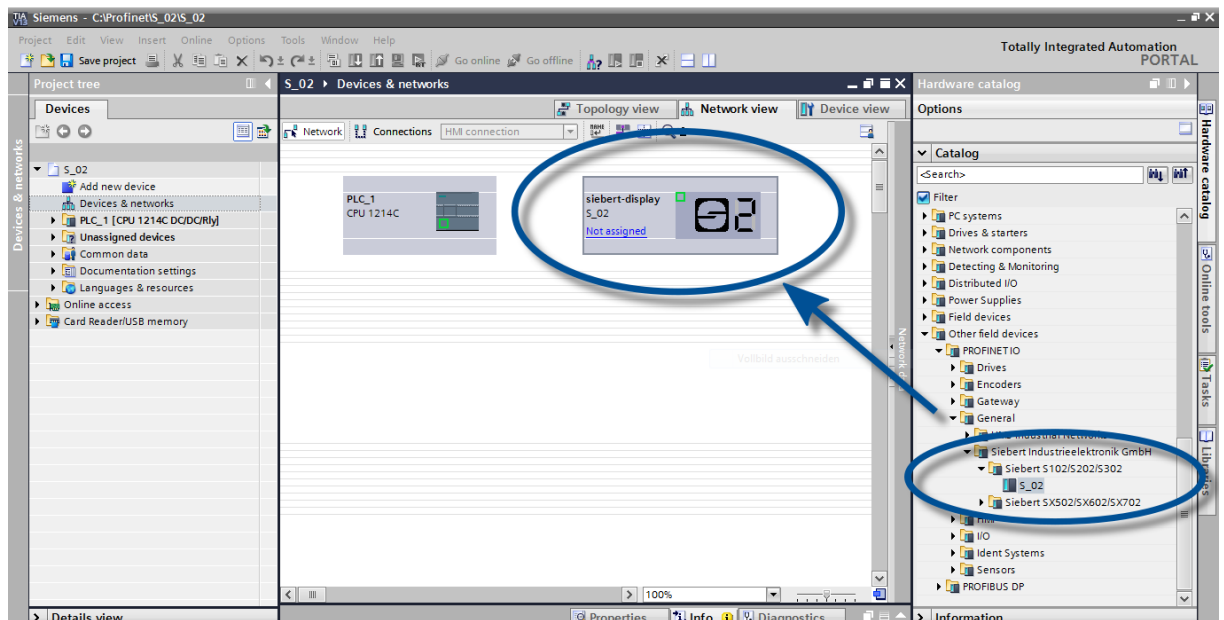 Siemens - C:\Profinet\S_02\S_02
Project Edit View Insert Online Options Tools Window Help
Totally Integrated Automation
PORTAL
Save project
Go online
Go offline
Project tree
Devices
S_02
Add new device
Devices & networks
PLC_1 [CPU 1214C DC/DC/Rly]
Unassigned devices
Common data
Documentation settings
Languages & resources
Online access
Card Reader/USB memory
Details view
Devices & networks
S_02 Devices & networks
Topology view
Network view
Device view
Network
Connections
HMI connection
PLC_1
CPU 1214C
siebert-display
S_02
Not assigned
Vollbild ausschneiden
100%
Properties
Info
Diagnostics
Hardware catalog
Options
Catalog
<Search>
Filter
PC systems
Drives & starters
Network components
Detecting & Monitoring
Distributed I/O
Power Supplies
Field devices
Other field devices
PROFINET IO
Drives
Encoders
Gateway
General
Siebert Industrieelektronik GmbH
Siebert S102/S202/S302
S_02
Siebert SX502/SX602/SX702
HMI
I/O
Ident Systems
Sensors
PROFIBUS DP
Information
Hardware catalog
Online tools
Tasks
Libraries